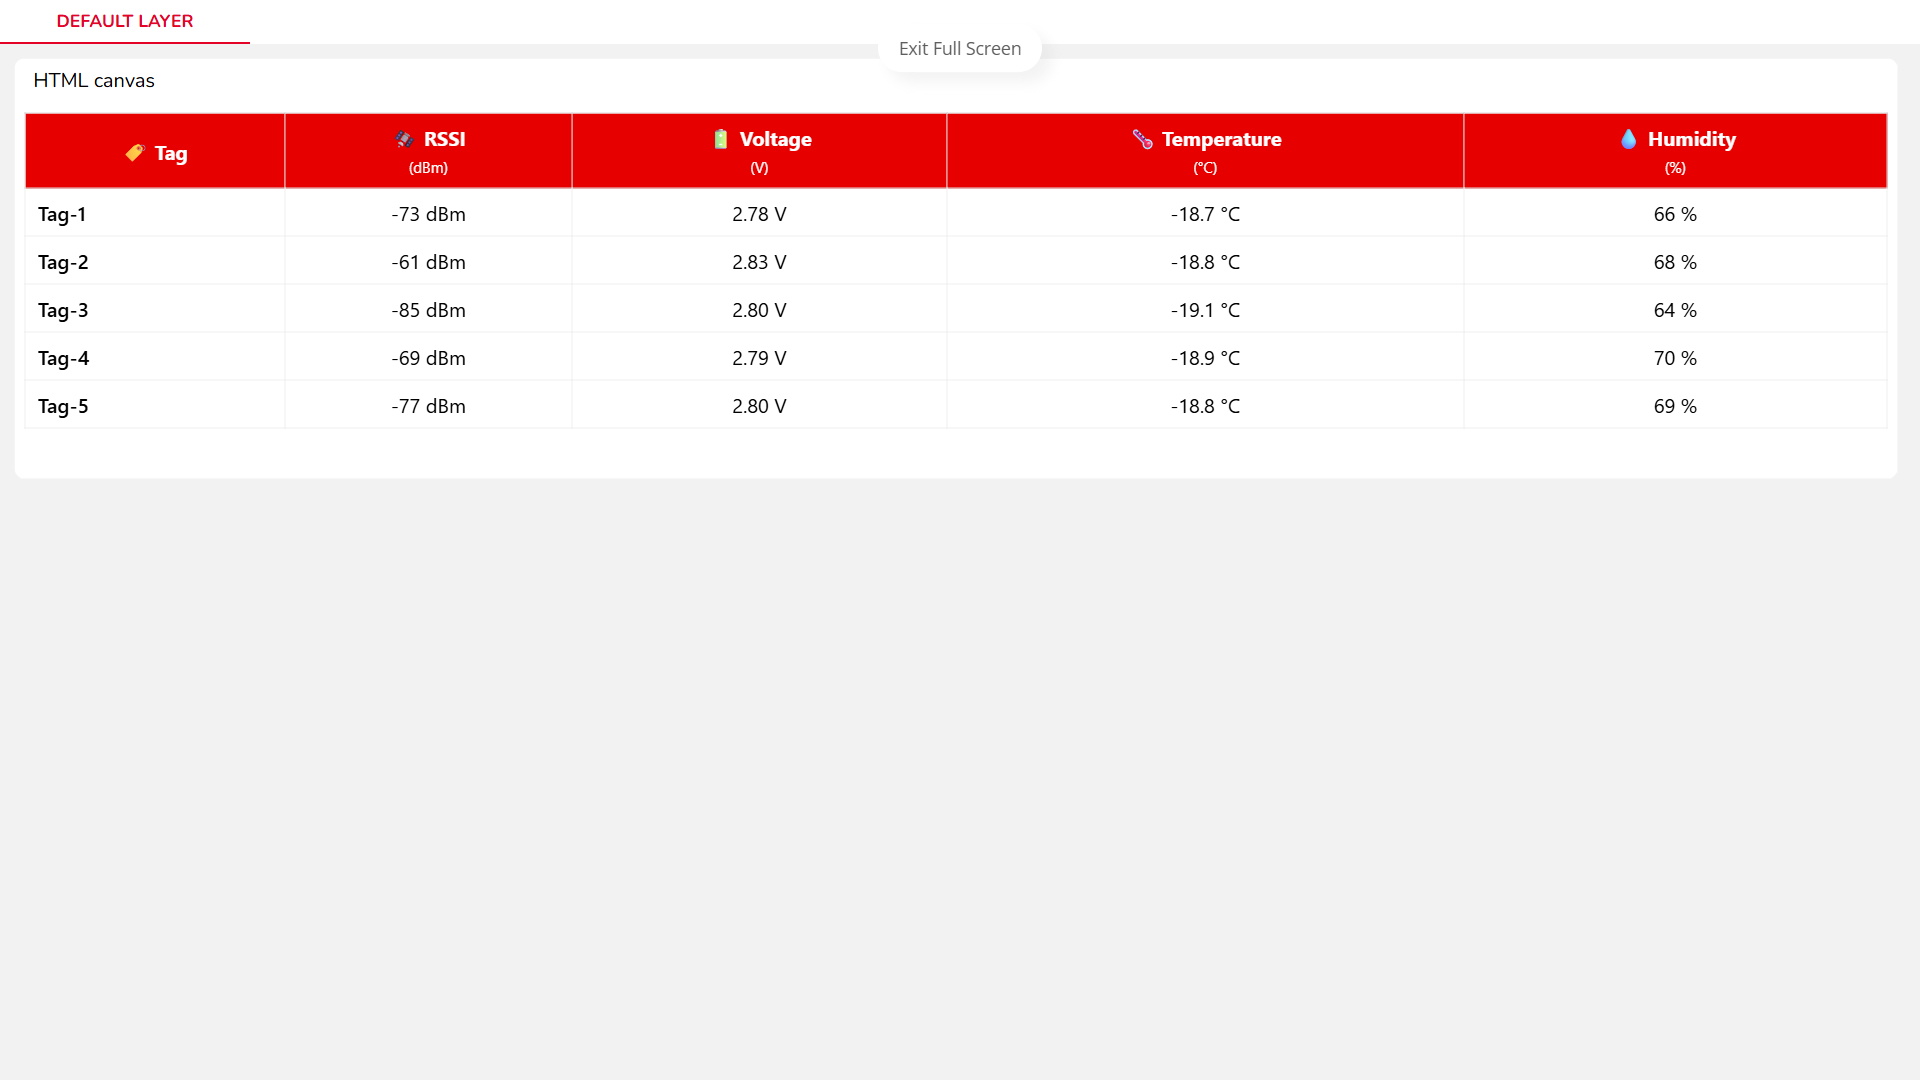 DEFAULT LAYER
Exit Full Screen
HTML canvas
Tag RSSI (dBm) Voltage (V) Temperature (°C) Humidity (%)
Tag-1 -73 dBm 2.78 V -18.7 °C 66 %
Tag-2 -61 dBm 2.83 V -18.8 °C 68 %
Tag-3 -85 dBm 2.80 V -19.1 °C 64 %
Tag-4 -69 dBm 2.79 V -18.9 °C 70 %
Tag-5 -77 dBm 2.80 V -18.8 °C 69 %